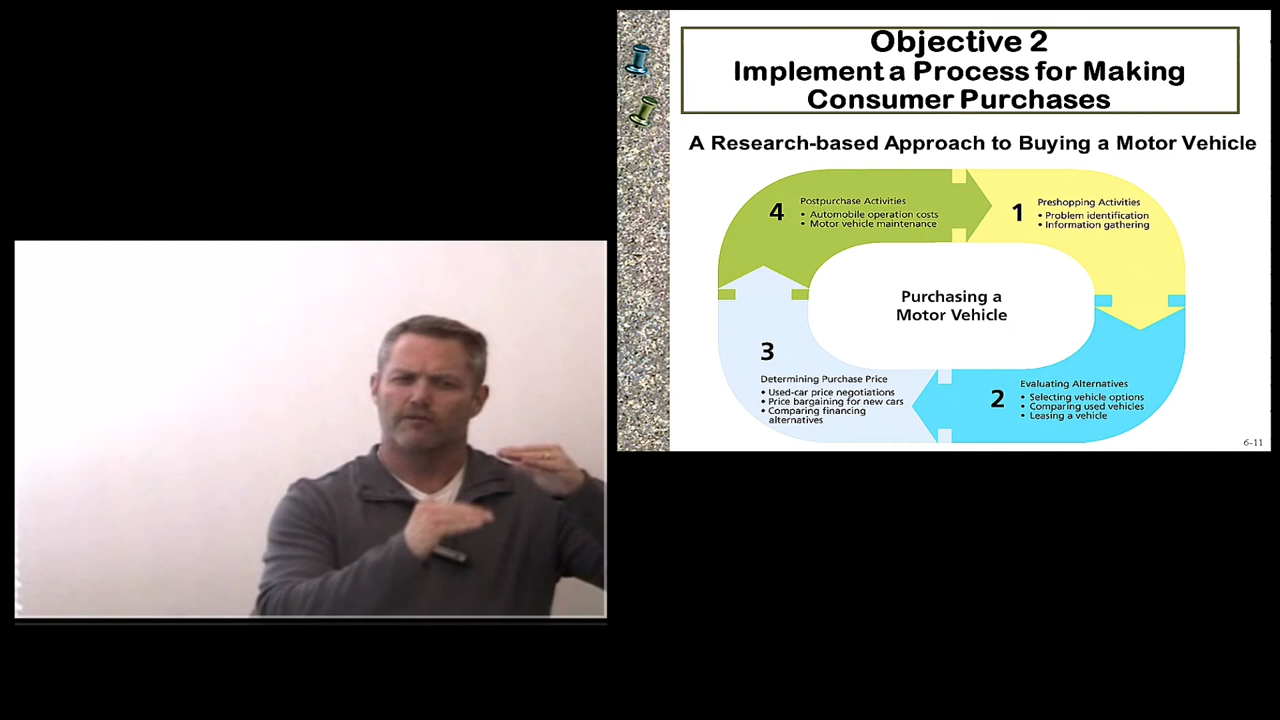 Objective 2
Implement a Process for Making
Consumer Purchases
A Research-based Approach to Buying a Motor Vehicle
4
Postpurchase Activities
• Automobile operation costs
• Motor vehicle maintenance
1
Preshopping Activities
• Problem identification
• Information gathering
Purchasing a
Motor Vehicle
3
Determining Purchase Price
• Used-car price negotiations
• Price bargaining for new cars
• Comparing financing
alternatives
2
Evaluating Alternatives
• Selecting vehicle options
• Comparing used vehicles
• Leasing a vehicle
6-11